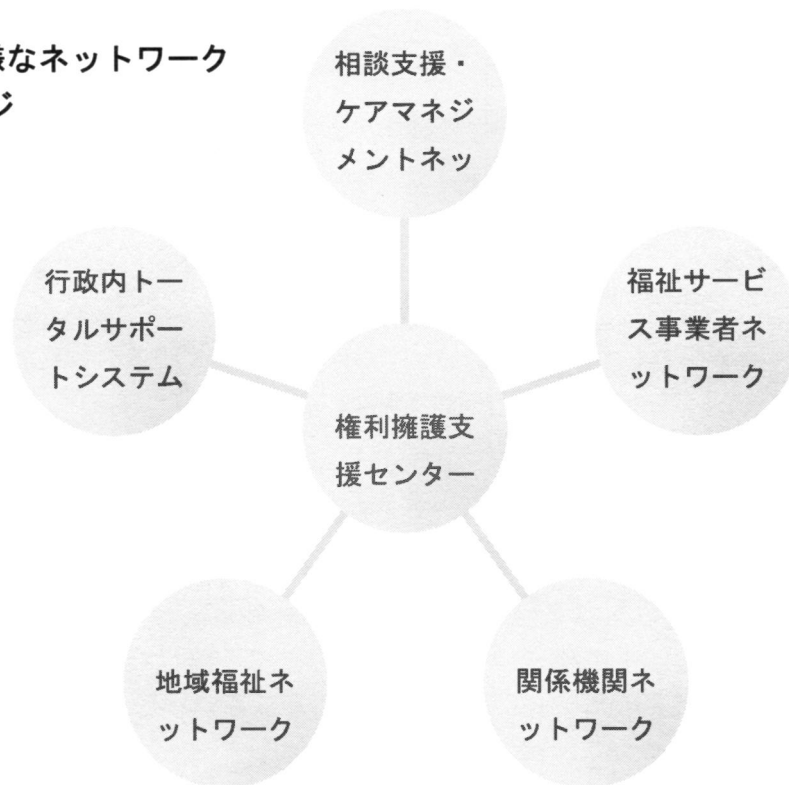 様なネットワーク
ジ
相談支援・
ケアマネジ
メントネッ
行政内トー
タルサポー
トシステム
福祉サービ
ス事業者ネ
ットワーク
権利擁護支
援センター
地域福祉ネ
ットワーク
関係機関ネ
ットワーク